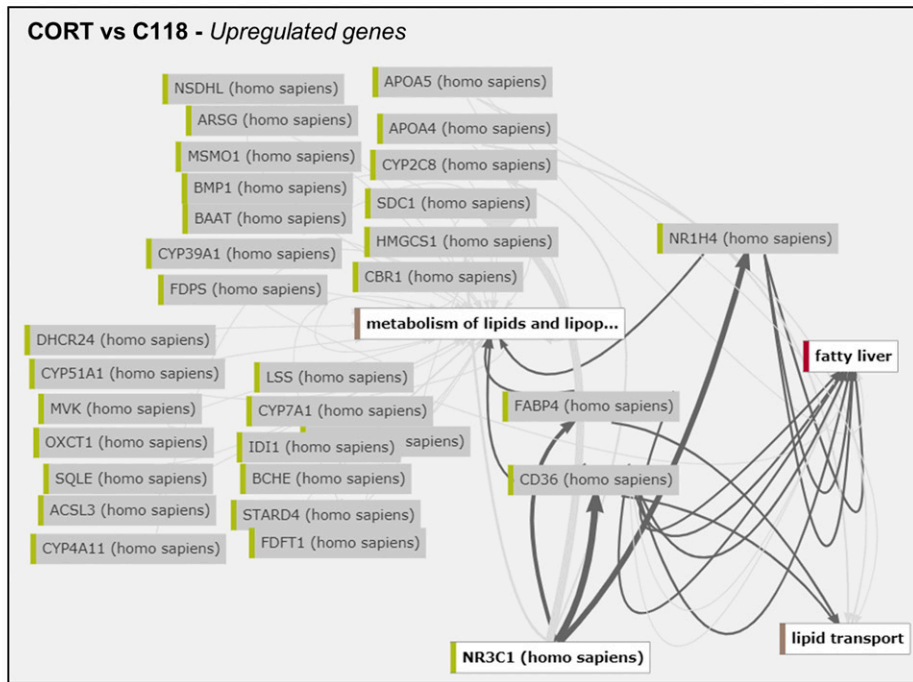 CORT vs C118 - Upregulated genes
NSDHL (homo sapiens)
APOA5 (homo sapiens)
ARSG (homo sapiens)
APOA4 (homo sapiens)
MSMO1 (homo sapiens)
CYP2C8 (homo sapiens)
BMP1 (homo sapiens)
SDC1 (homo sapiens)
BAAT (homo sapiens)
HMGCS1 (homo sapiens)
NR1H4 (homo sapiens)
CYP39A1 (homo sapiens)
CBR1 (homo sapiens)
FDPS (homo sapiens)
metabolism of lipids and lipop...
DHCR24 (homo sapiens)
fatty liver
CYP51A1 (homo sapiens)
LSS (homo sapiens)
MVK (homo sapiens)
CYP7A1 (homo sapiens)
FABP4 (homo sapiens)
OXCT1 (homo sapiens)
IDI1 (homo sapiens)
sapiens)
SQLE (homo sapiens)
BCHE (homo sapiens)
CD36 (homo sapiens)
ACSL3 (homo sapiens)
STARD4 (homo sapiens)
CYP4A11 (homo sapiens)
FDFT1 (homo sapiens)
lipid transport
NR3C1 (homo sapiens)